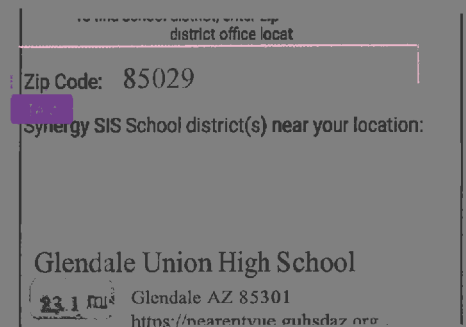 district office locat
Zip Code: 85029
Synergy SIS School district(s) near your location:
Glendale Union High School
23.1 mi
Glendale AZ 85301